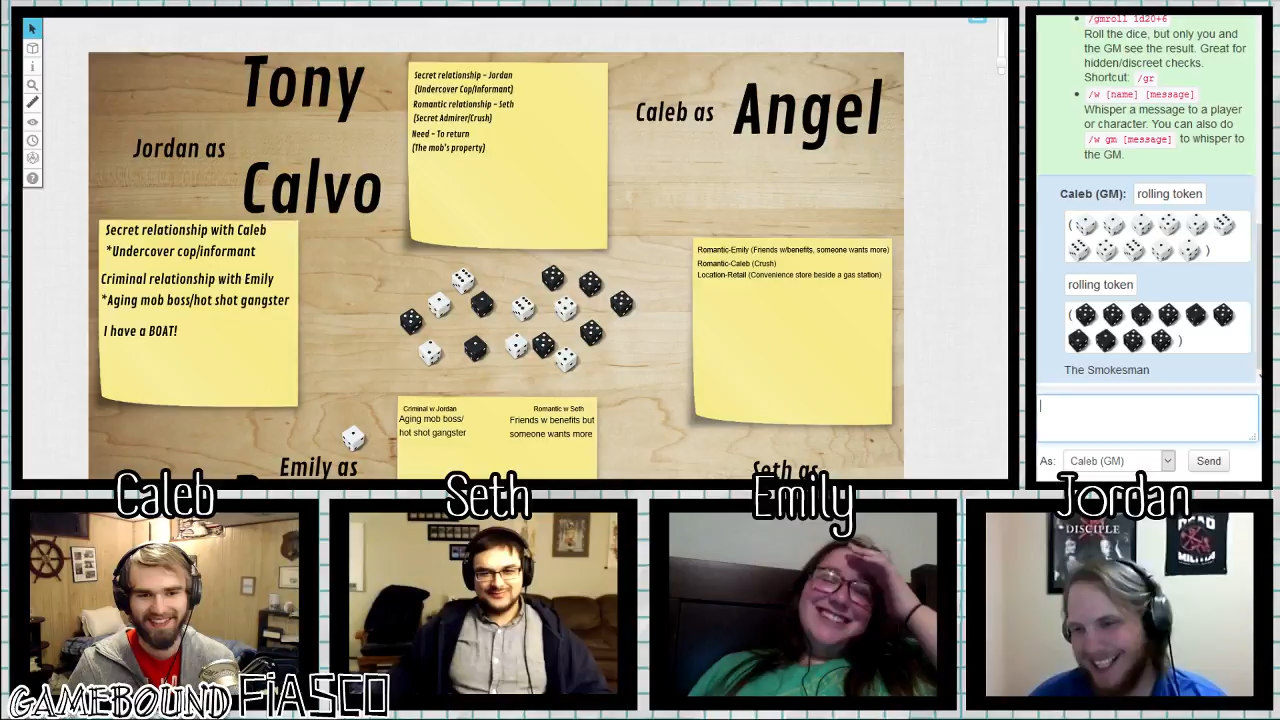 Tony
Jordan as
Calvo
Secret relationship - Jordan
(Undercover Cop/Informant)
Romantic relationship - Seth
(Secret Admirer/Crush)
Need - To return
(The mob's property)
Caleb as Angel
Secret relationship with Caleb
*Undercover cop/informant
Criminal relationship with Emily
*Aging mob boss/hot shot gangster
I have a BOAT!
Romantic-Emily (Friends w/benefits, someone wants more)
Romantic-Caleb (Crush)
Location-Retail (Convenience store beside a gas station)
Criminal w Jordan
Aging mob boss/
hot shot gangster
Romantic w Seth
Friends w benefits but
someone wants more
Emily as
Seth as
/gmroll 1d20+6
Roll the dice, but only you and
the GM see the result. Great for
hidden/discreet checks.
Shortcut: /gr
/w [name] [message]
Whisper a message to a player
or character. You can also do
/w gm [message] to whisper to
the GM.
Caleb (GM): rolling token
( )
rolling token
( )
The Smokesman
As: Caleb (GM) Send
Caleb
Seth
Emily
Jordan
DISCIPLE
MILITIA
GAMEBOUND FiASCO